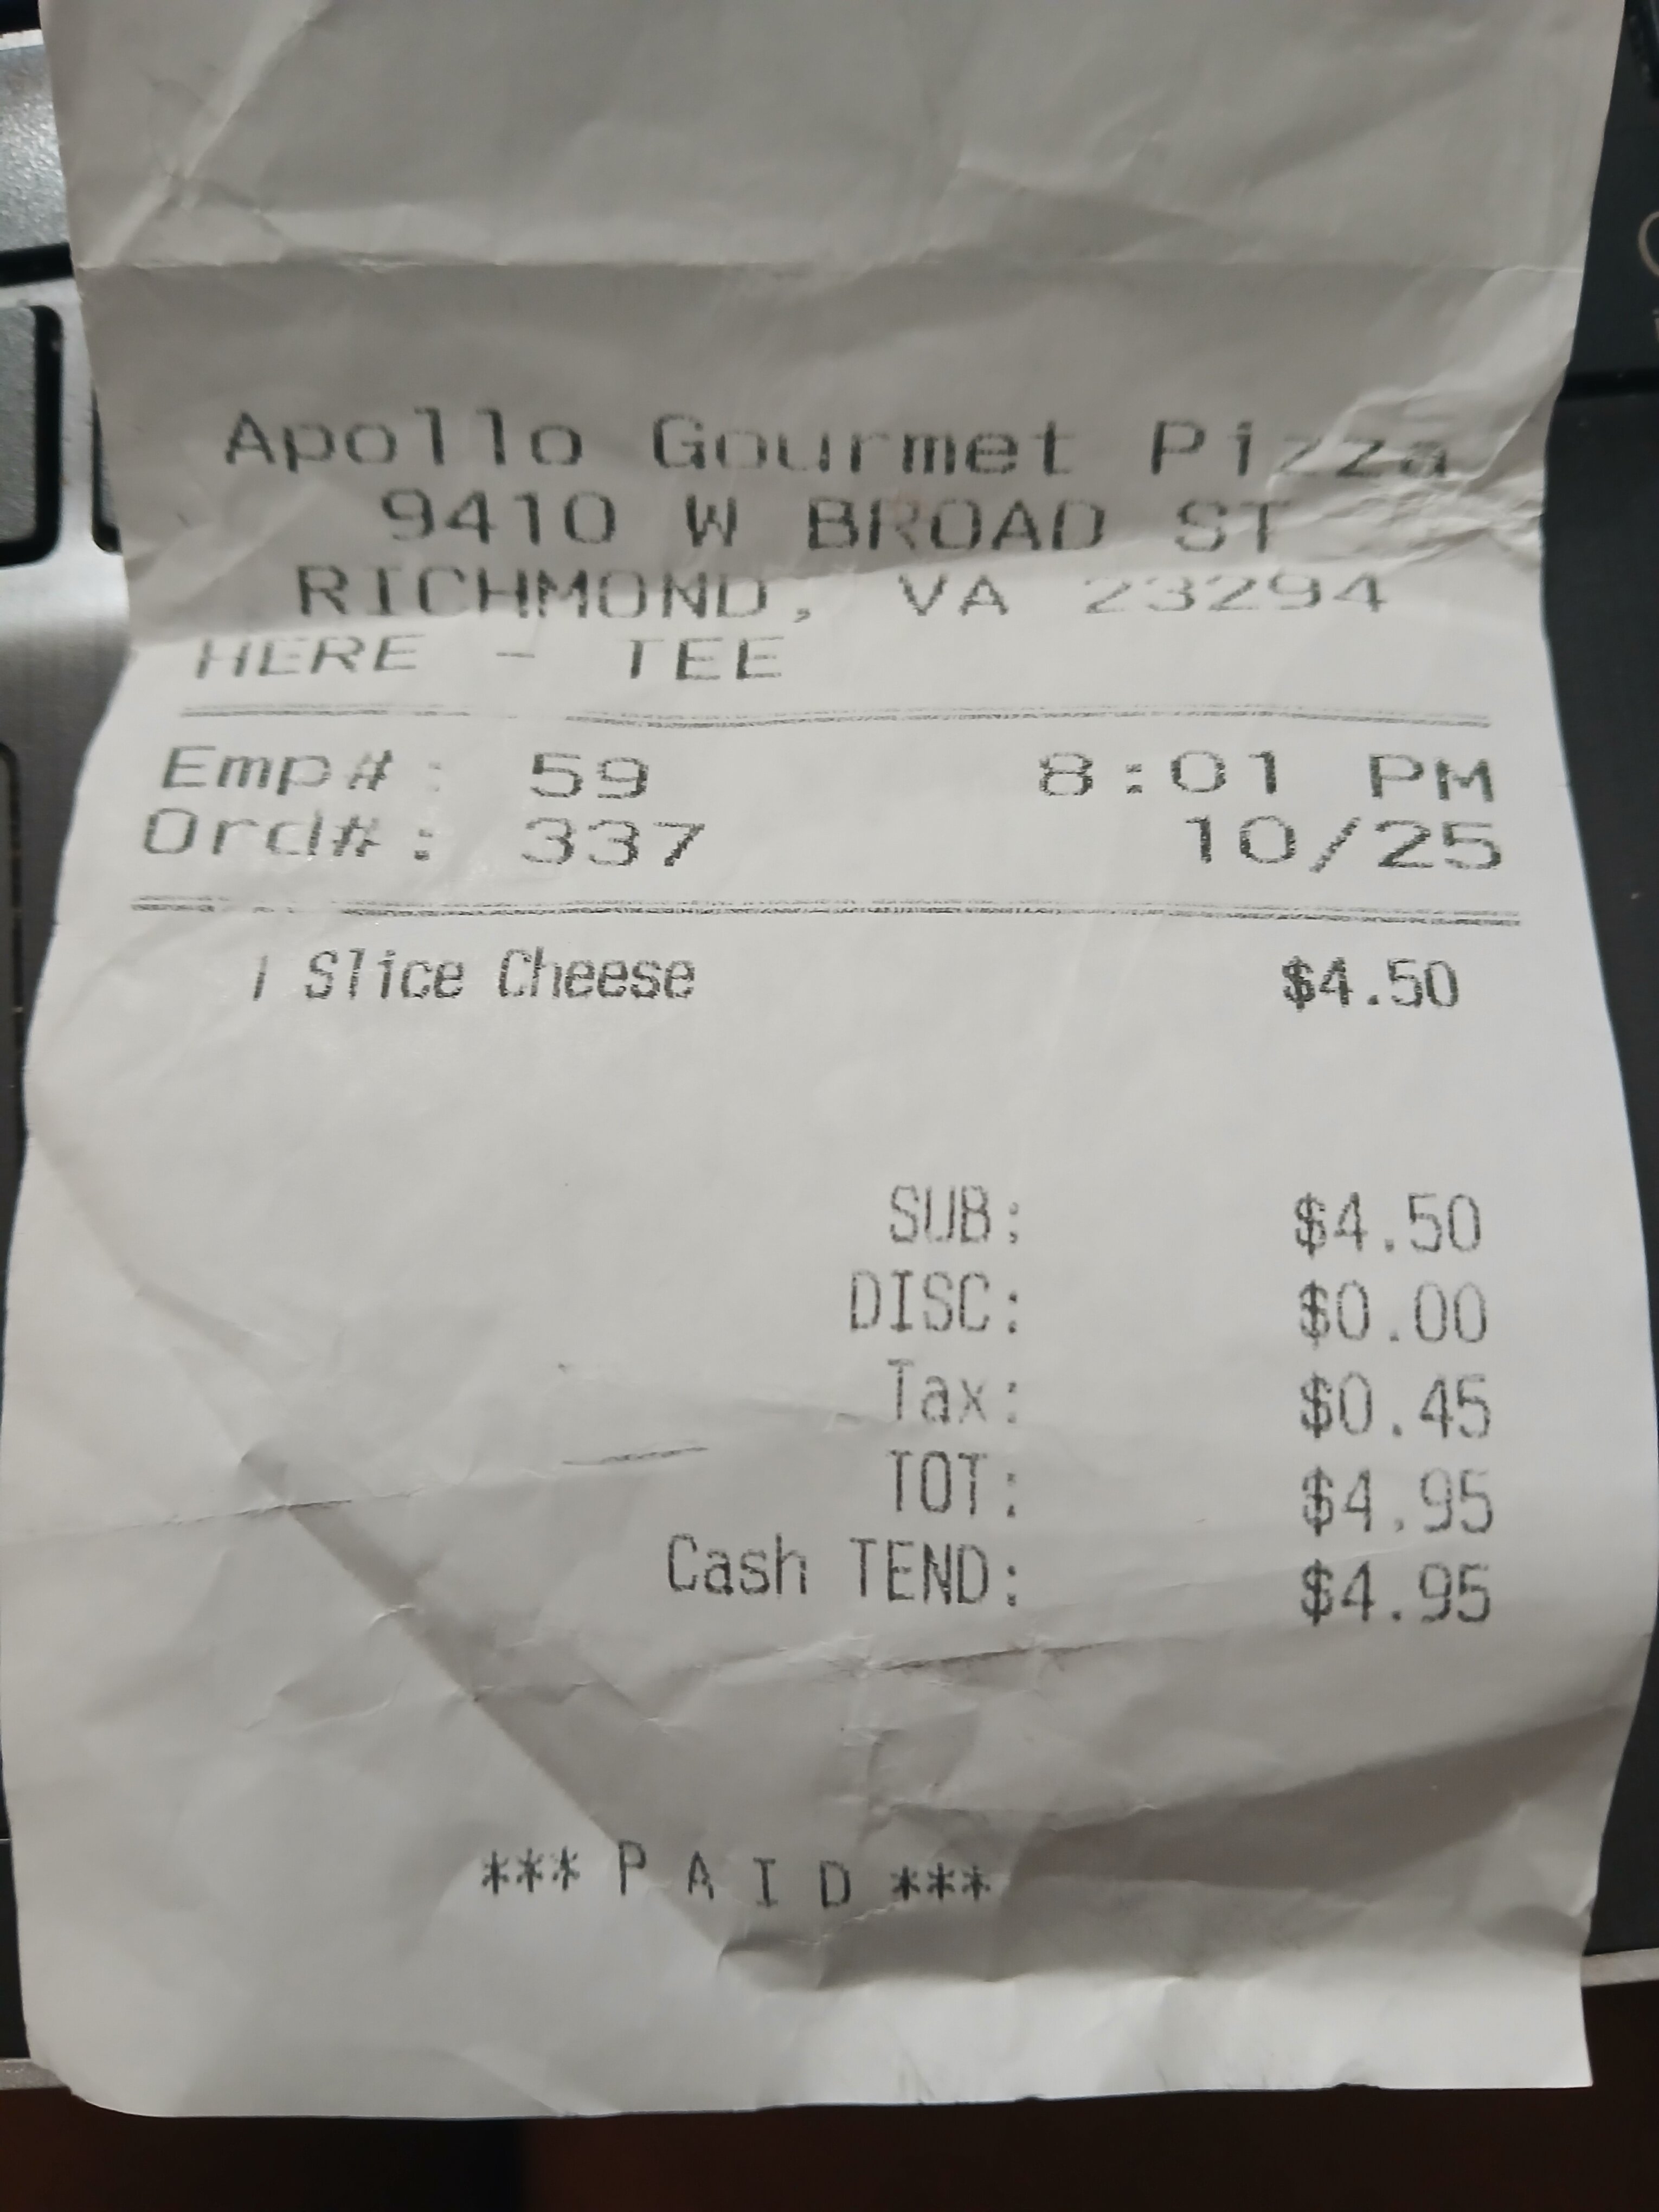 Apollo Gourmet Pizza
9410 W BROAD ST
RICHMOND, VA 23294
HERE - TEE
Emp#: 59 8:01 PM
Ord#: 337 10/25
1 Slice Cheese $4.50
SUB: $4.50
DISC: $0.00
Tax: $0.45
TOT: $4.95
Cash TEND: $4.95
*** P A I D ***